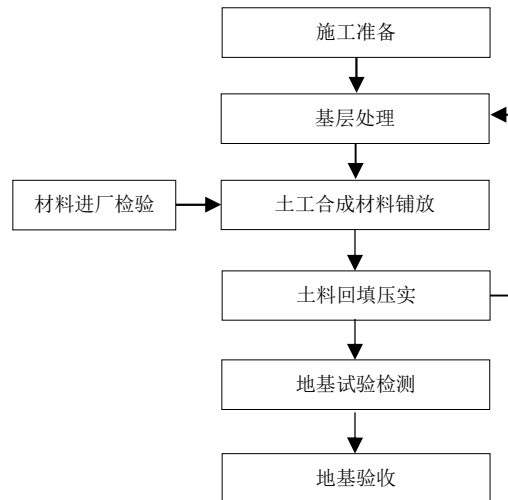 施工准备
基层处理
材料进厂检验
土工合成材料铺放
土料回填压实
地基试验检测
地基验收